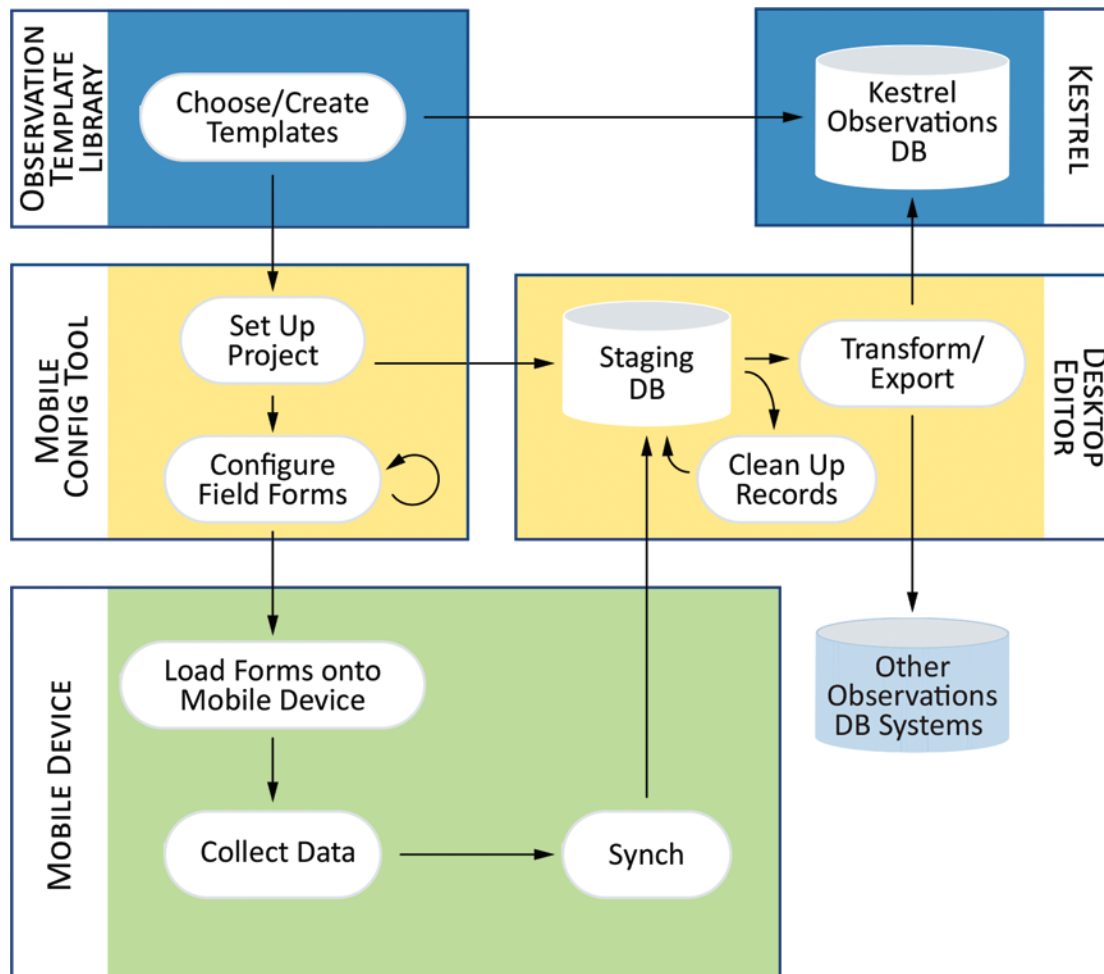 OBSERVATION
TEMPLATE
LIBRARY
Choose/Create
Templates
Kestrel
Observations
DB
KESTREL
MOBILE
CONFIG TOOL
Set Up
Project
Configure
Field Forms
Staging
DB
Transform/
Export
Clean Up
Records
DESKTOP
EDITOR
MOBILE DEVICE
Load Forms onto
Mobile Device
Collect Data
Synch
Other
Observations
DB Systems